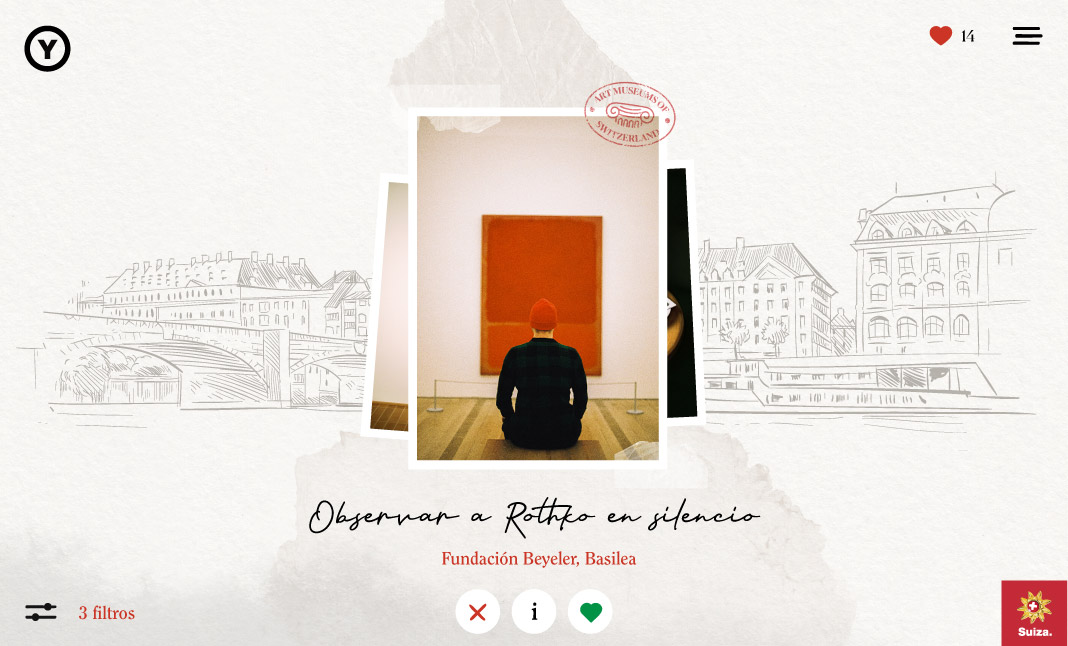 Y
14
ART MUSEUMS OF
SWITZERLAND
Observar a Rothko en silencio
Fundación Beyeler, Basilea
3 filtros
i
Suiza.